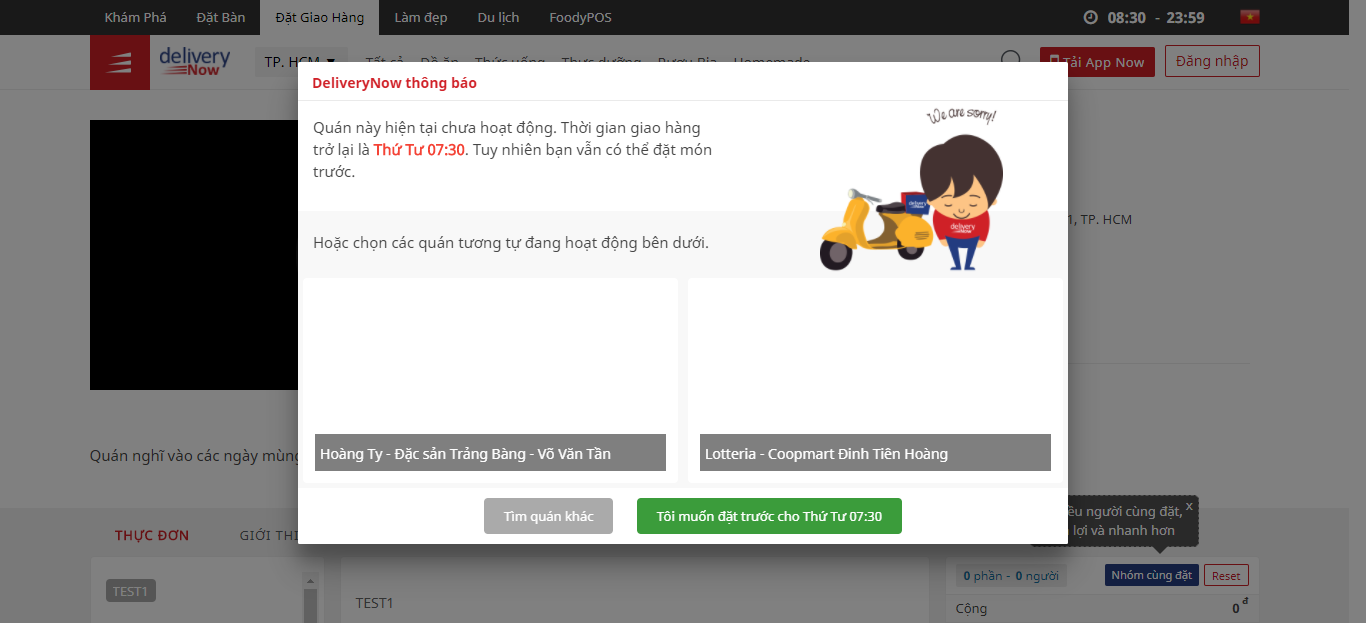 Khám Phá Đặt Bàn Đặt Giao Hàng Làm đẹp Du lịch FoodyPOS 08:30 - 23:59
delivery Now TP. HCM Tất cả Đồ ăn Thức uống Thực dưỡng Rượu Bia Homemade Tải App Now Đăng nhập
DeliveryNow thông báo
We are sorry!
Quán này hiện tại chưa hoạt động. Thời gian giao hàng
trở lại là Thứ Tư 07:30. Tuy nhiên bạn vẫn có thể đặt món
trước.
delivery Now
delivery Now
, TP. HCM
Hoặc chọn các quán tương tự đang hoạt động bên dưới.
Hoàng Ty - Đặc sản Trảng Bàng - Võ Văn Tần
Lotteria - Coopmart Đinh Tiên Hoàng
Quán nghĩ vào các ngày mùng
Tìm quán khác
Tôi muốn đặt trước cho Thứ Tư 07:30
người cùng đặt, x
lợi và nhanh hơn
THỰC ĐƠN GIỚI THI
0 phần - 0 người Nhóm cùng đặt Reset
TEST1
TEST1
Cộng 0 đ